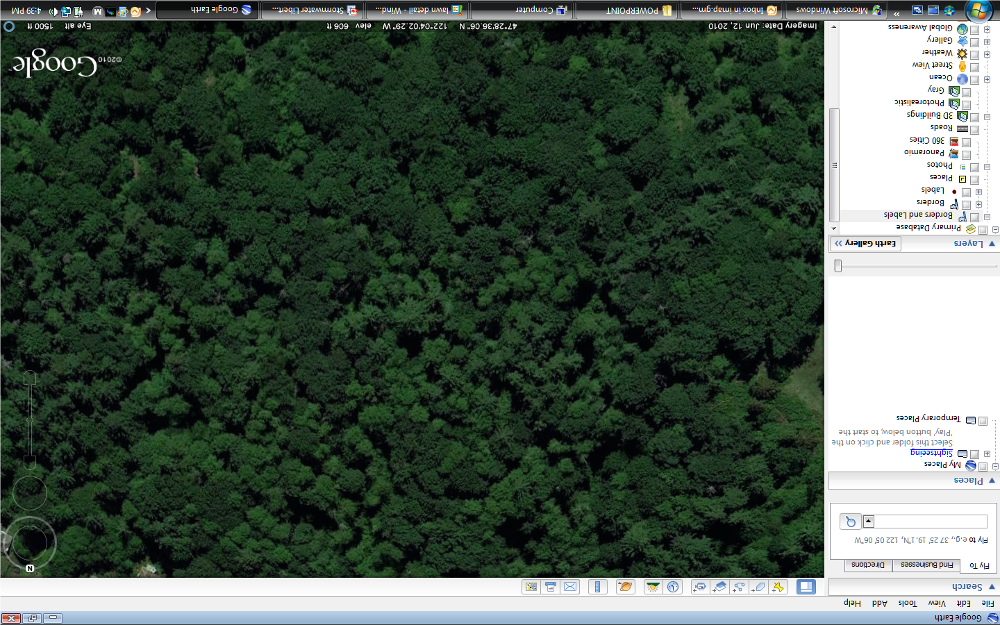 Google Earth
File Edit View Tools Add Help
Search
Fly To Find Businesses Directions
Fly to e.g., 37 25' 19.1"N, 122 05' 06"W
Places
My Places
Sightseeing
Select this folder and click on the
'Play' button below, to start the
Temporary Places
Layers
Earth Gallery >>
Primary Database
Borders and Labels
Borders
Labels
Places
Photos
Panoramio
360 Cities
Roads
3D Buildings
Photorealistic
Gray
Ocean
Street View
Weather
Gallery
Global Awareness
N
©2010 Google
Imagery Date: Jun 12, 2010 47°28'36.06" N 122°04'02.29" W elev 606 ft Eye alt 1500 ft
Microsoft Windows Inbox in imap.gm... POWERPOINT Computer lawn detail - Wind... Stormwater_Libert... Google Earth 4:39 PM